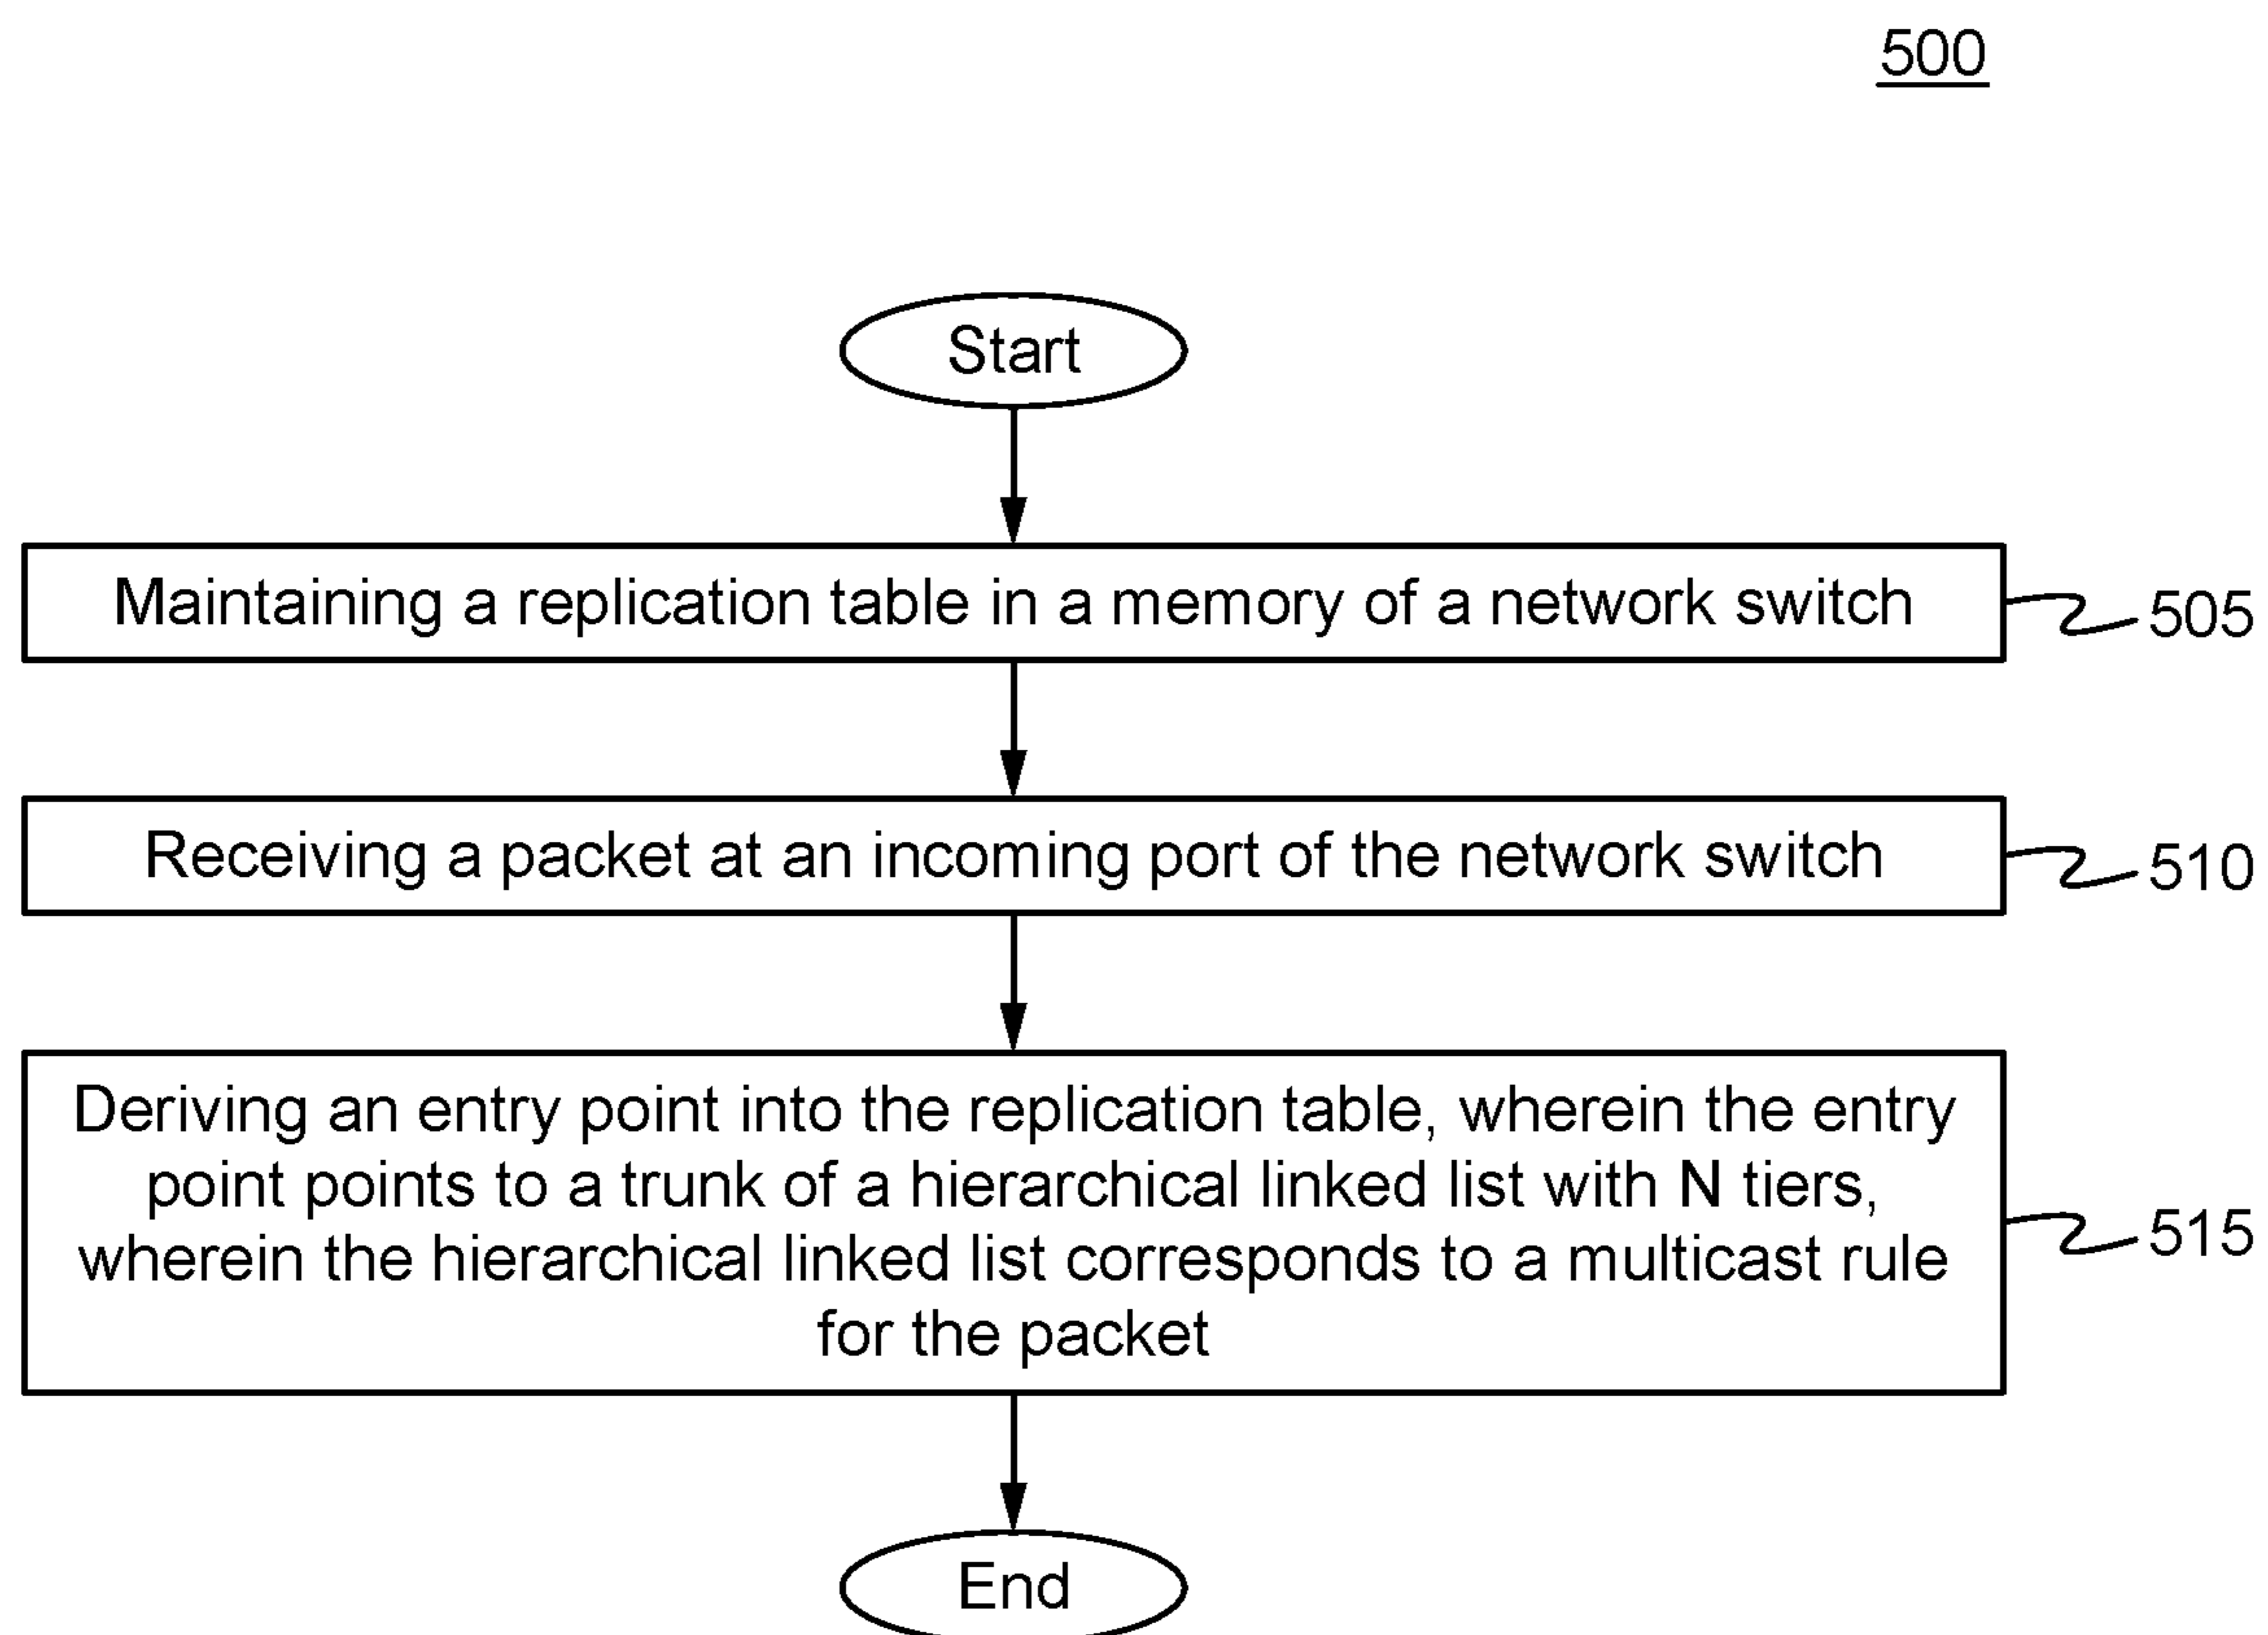 500
Start
Maintaining a replication table in a memory of a network switch
505
Receiving a packet at an incoming port of the network switch
510
Deriving an entry point into the replication table, wherein the entry
point points to a trunk of a hierarchical linked list with N tiers,
wherein the hierarchical linked list corresponds to a multicast rule
for the packet
515
End